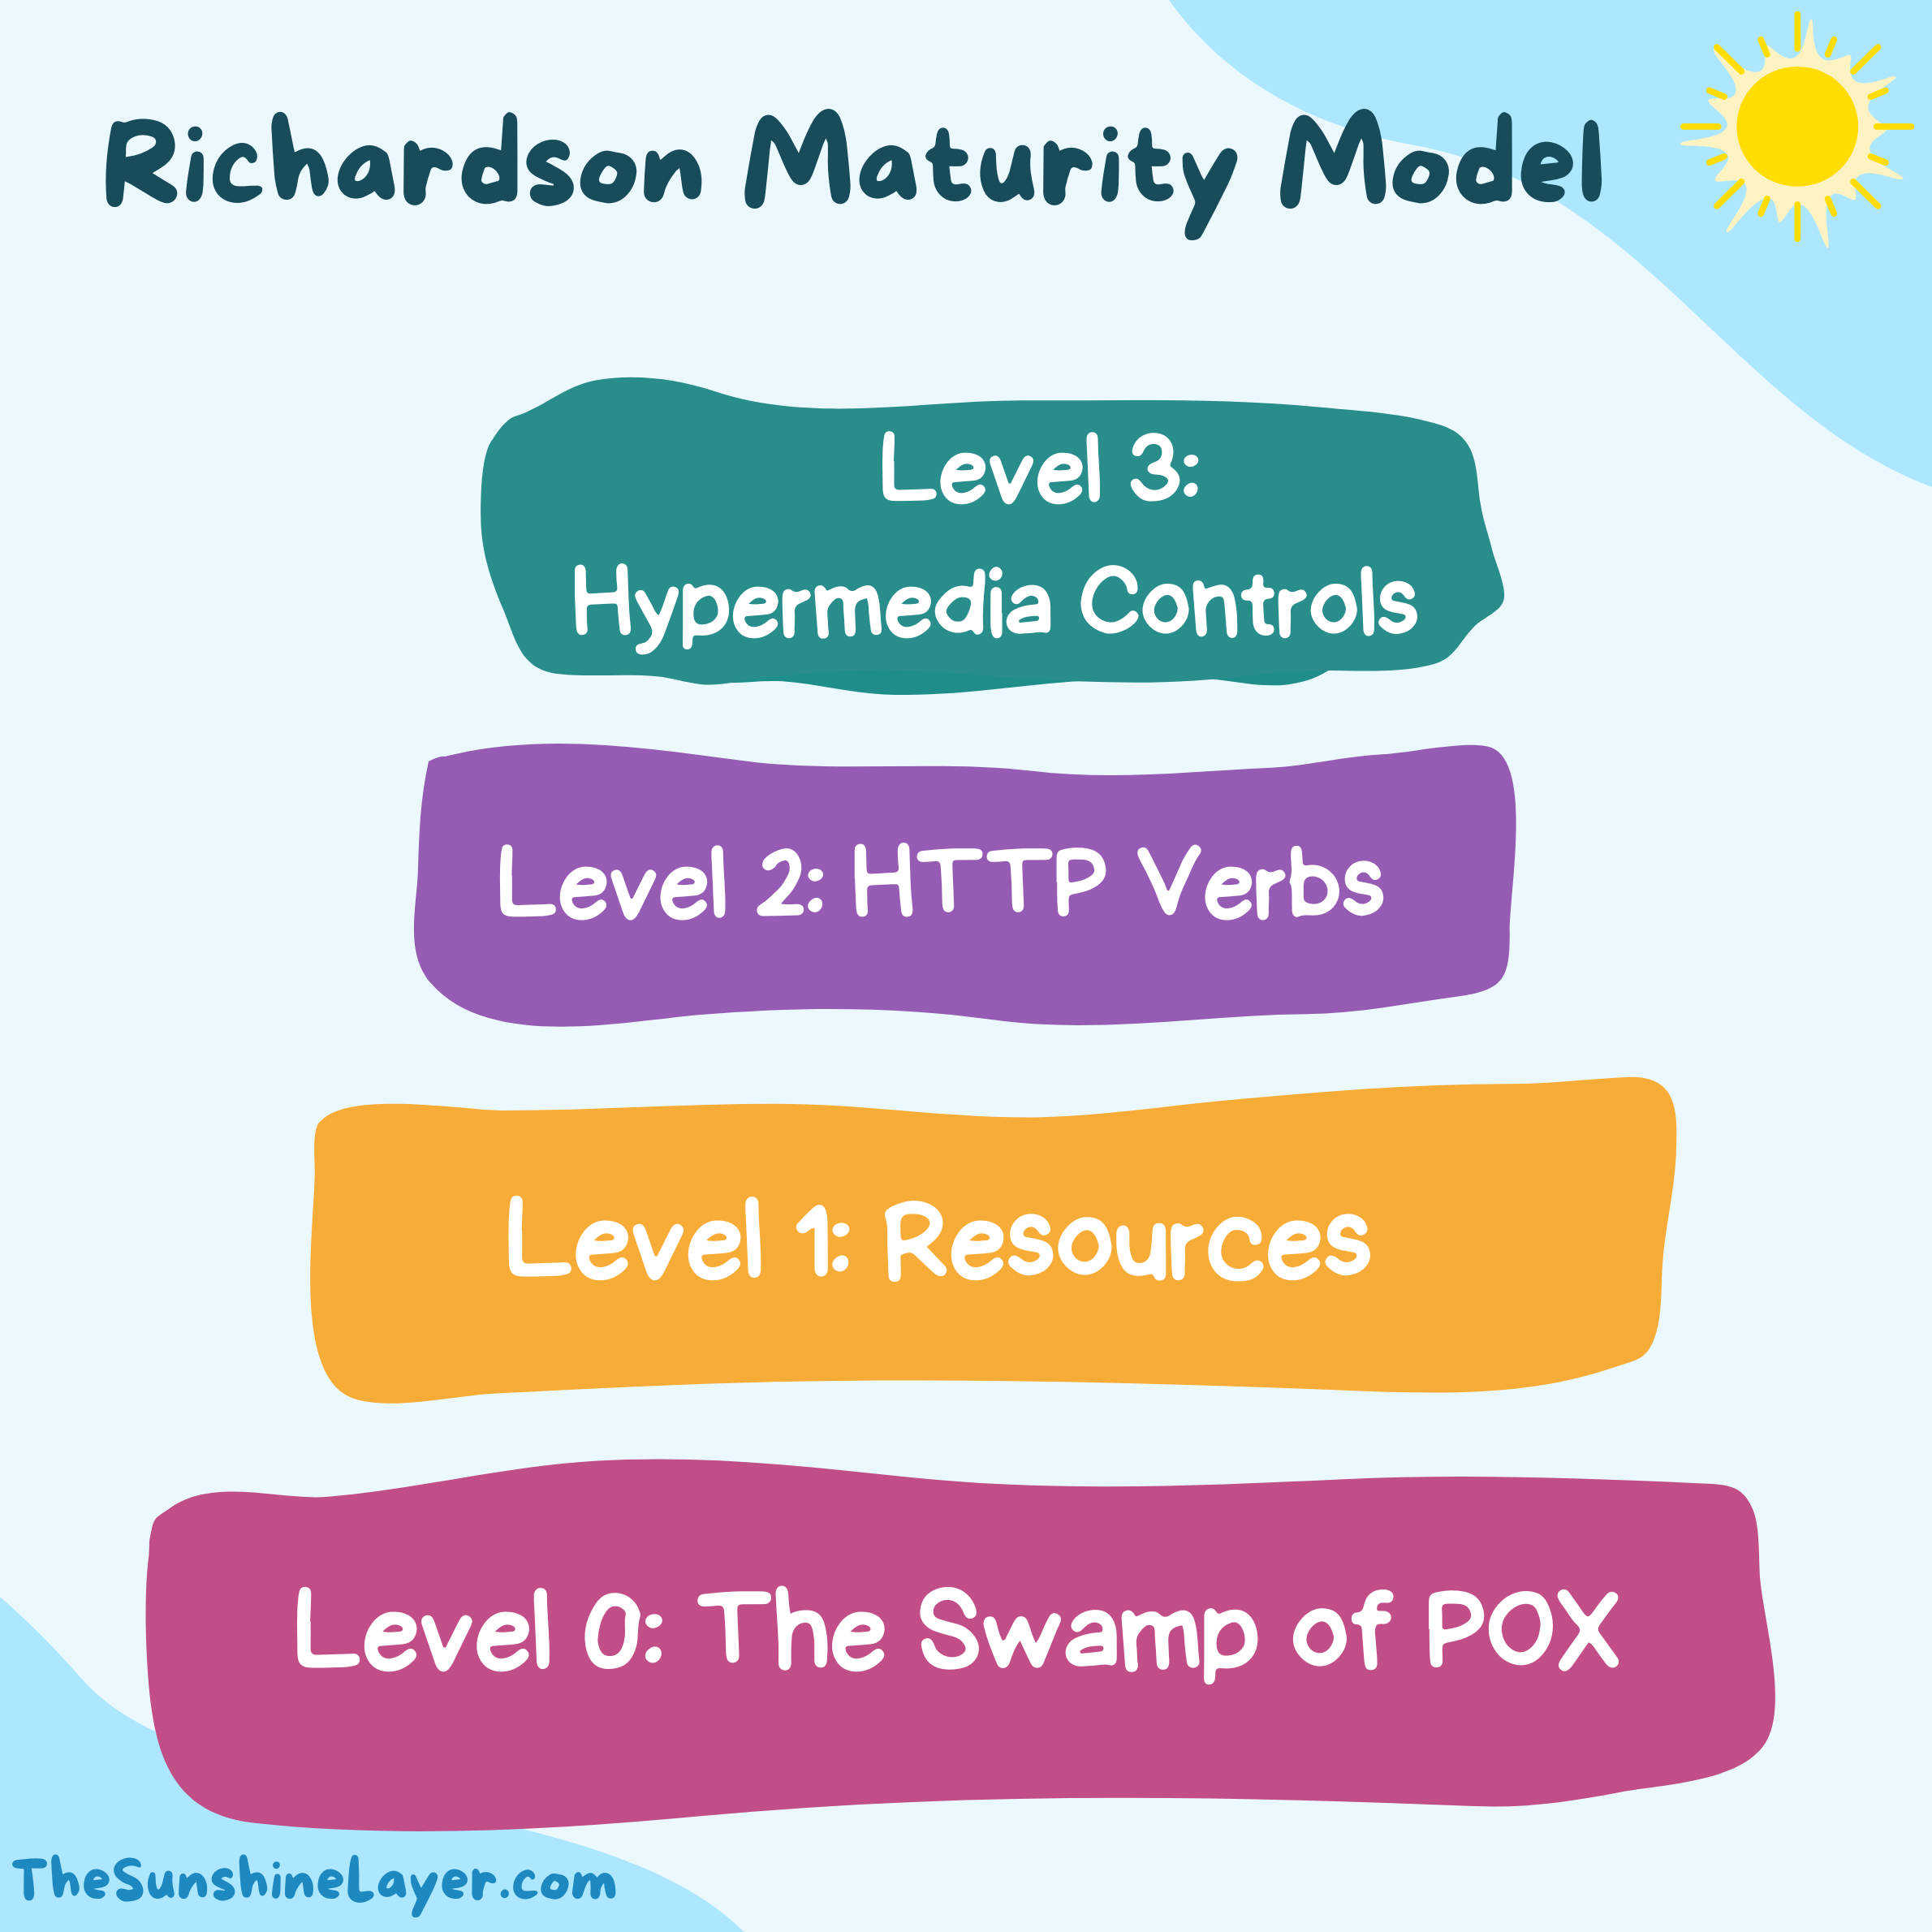 Richardson Maturity Model
Level 3:
Hypermedia Controls
Level 2: HTTP Verbs
Level 1: Resources
Level 0: The Swamp of POX
TheSunshineLayer.com